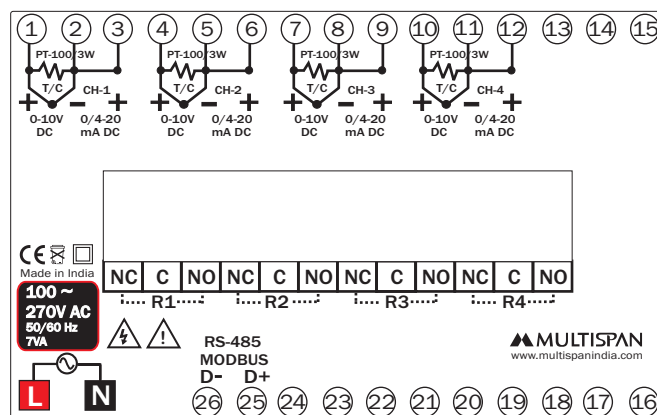 1 2 3 4 5 6 7 8 9 10 11 12 13 14 15
PT-100/3W PT-100/3W PT-100/3W PT-100/3W
T/C CH-1 T/C CH-2 T/C CH-3 T/C CH-4
+ − + + − + + − + + − +
0-10V 0/4-20 0-10V 0/4-20 0-10V 0/4-20 0-10V 0/4-20
DC mA DC DC mA DC DC mA DC DC mA DC
CE
Made in India
NC C NO NC C NO NC C NO NC C NO
R1 R2 R3 R4
100 ~
270V AC
50/60 Hz
7VA
L N
RS-485
MODBUS
D- D+
MULTISPAN
www.multispanindia.com
26 25 24 23 22 21 20 19 18 17 16